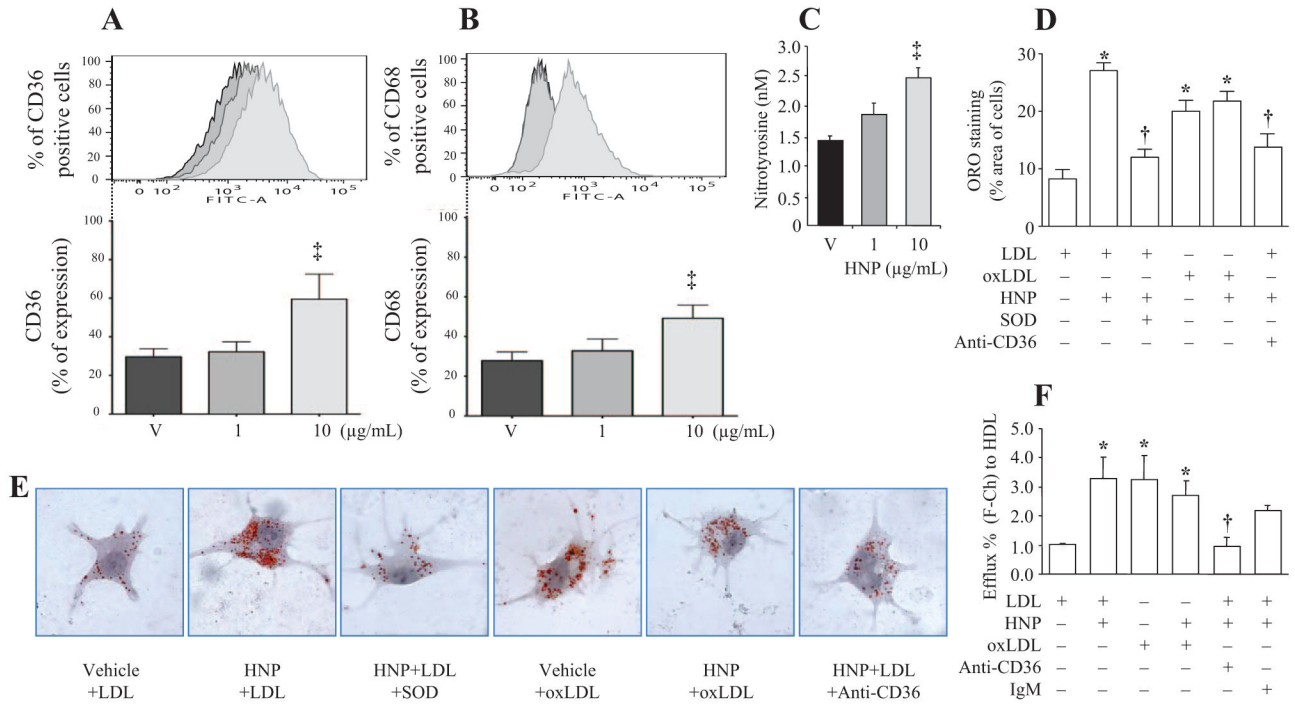 A
% of CD36
positive cells
100
80
60
40
20
0
0 10² 10³ 10⁴ 10⁵
FITC-A
CD36
(% of expression)
100
80
60
40
20
0
‡
V 1 10 (µg/mL)
B
% of CD68
positive cells
100
80
60
40
20
0
0 10² 10³ 10⁴ 10⁵
FITC-A
CD68
(% of expression)
100
80
60
40
20
0
‡
V 1 10 (µg/mL)
C
Nitrotyrosine (nM)
3.0
2.5
2.0
1.5
1.0
0.5
0
‡
V 1 10
HNP (µg/mL)
D
ORO staining
(% area of cells)
30
20
10
0
* † * * †
LDL + + + – – +
oxLDL – – – + + –
HNP – + + – + +
SOD – – + – – –
Anti-CD36 – – – – – +
E
Vehicle
+LDL
HNP
+LDL
HNP+LDL
+SOD
Vehicle
+oxLDL
HNP
+oxLDL
HNP+LDL
+Anti-CD36
F
Efflux % (F-Ch) to HDL
5.0
4.0
3.0
2.0
1.0
0.0
* * * †
LDL + + – – + +
HNP – + – + + +
oxLDL – – + + – –
Anti-CD36 – – – – + –
IgM – – – – – +